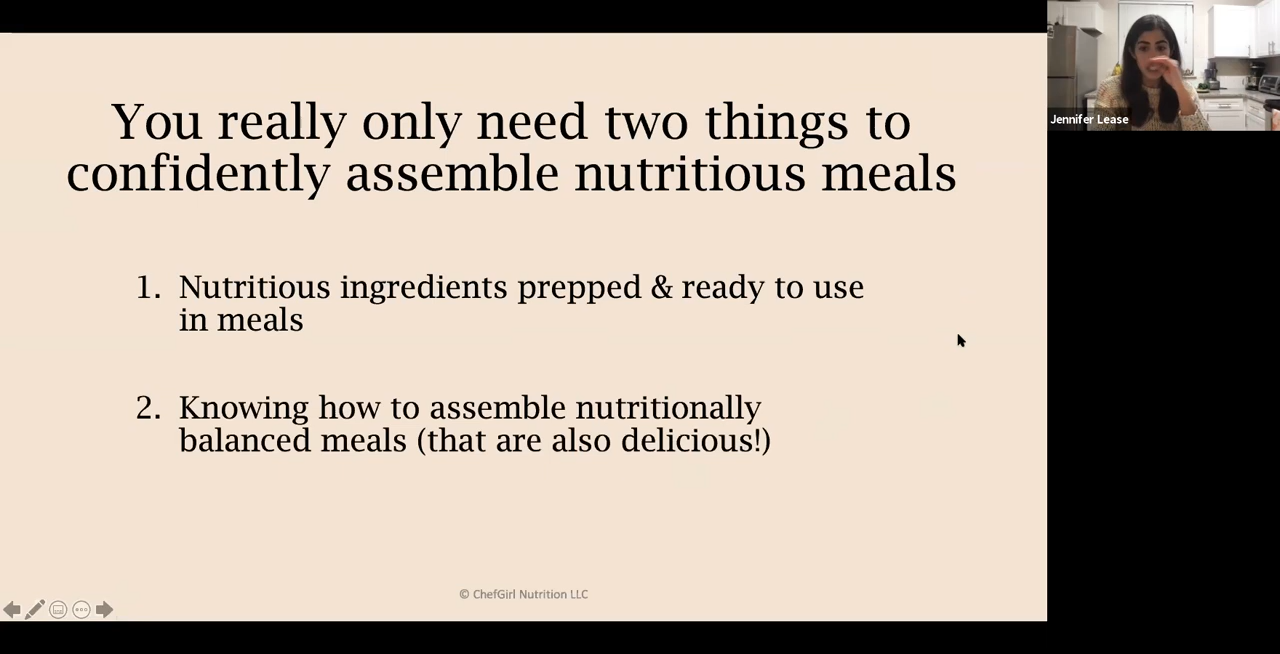 You really only need two things to
confidently assemble nutritious meals
1. Nutritious ingredients prepped & ready to use
in meals
2. Knowing how to assemble nutritionally
balanced meals (that are also delicious!)
© ChefGirl Nutrition LLC
Jennifer Lease